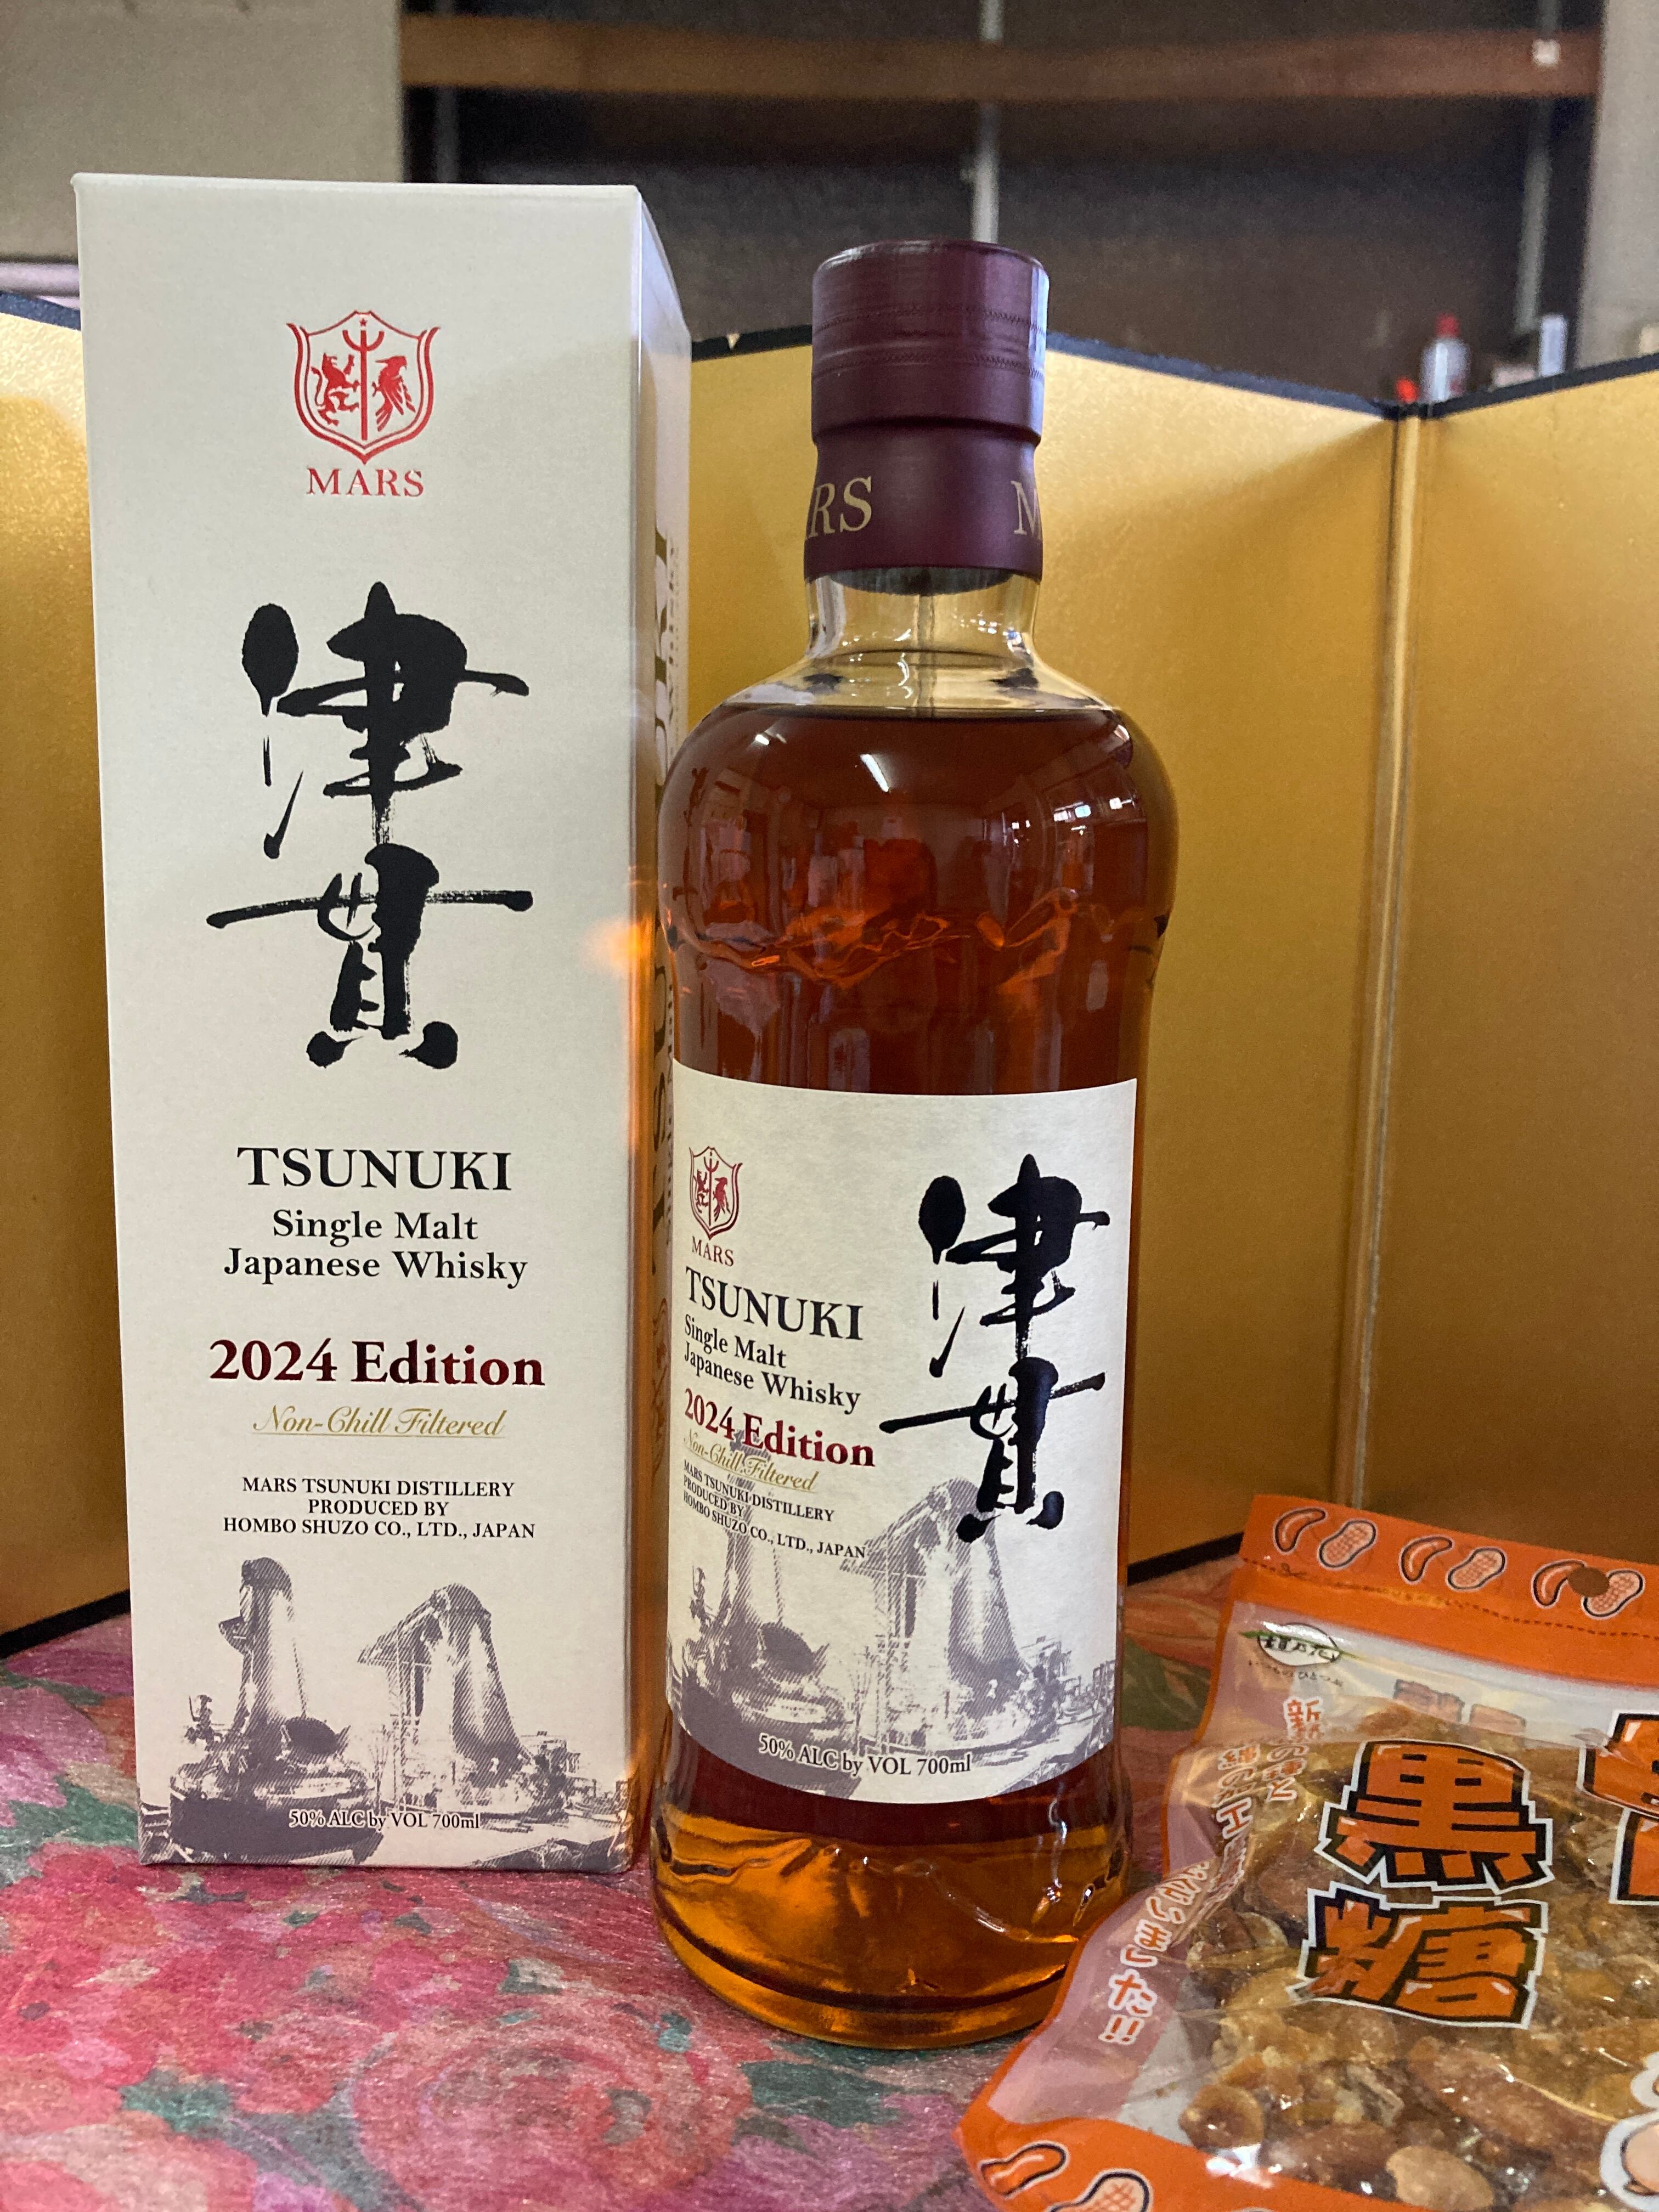 MARS
津貫
TSUNUKI
Single Malt
Japanese Whisky
2024 Edition
Non-Chill Filtered
MARS TSUNUKI DISTILLERY
PRODUCED BY
HOMBO SHUZO CO., LTD., JAPAN
50% ALC by VOL 700ml
RS M
MARS
津貫
TSUNUKI
Single Malt
Japanese Whisky
2024 Edition
Non-Chill Filtered
MARS TSUNUKI DISTILLERY
PRODUCED BY
HOMBO SHUZO CO., LTD., JAPAN
50% ALC by VOL 700ml
黒糖